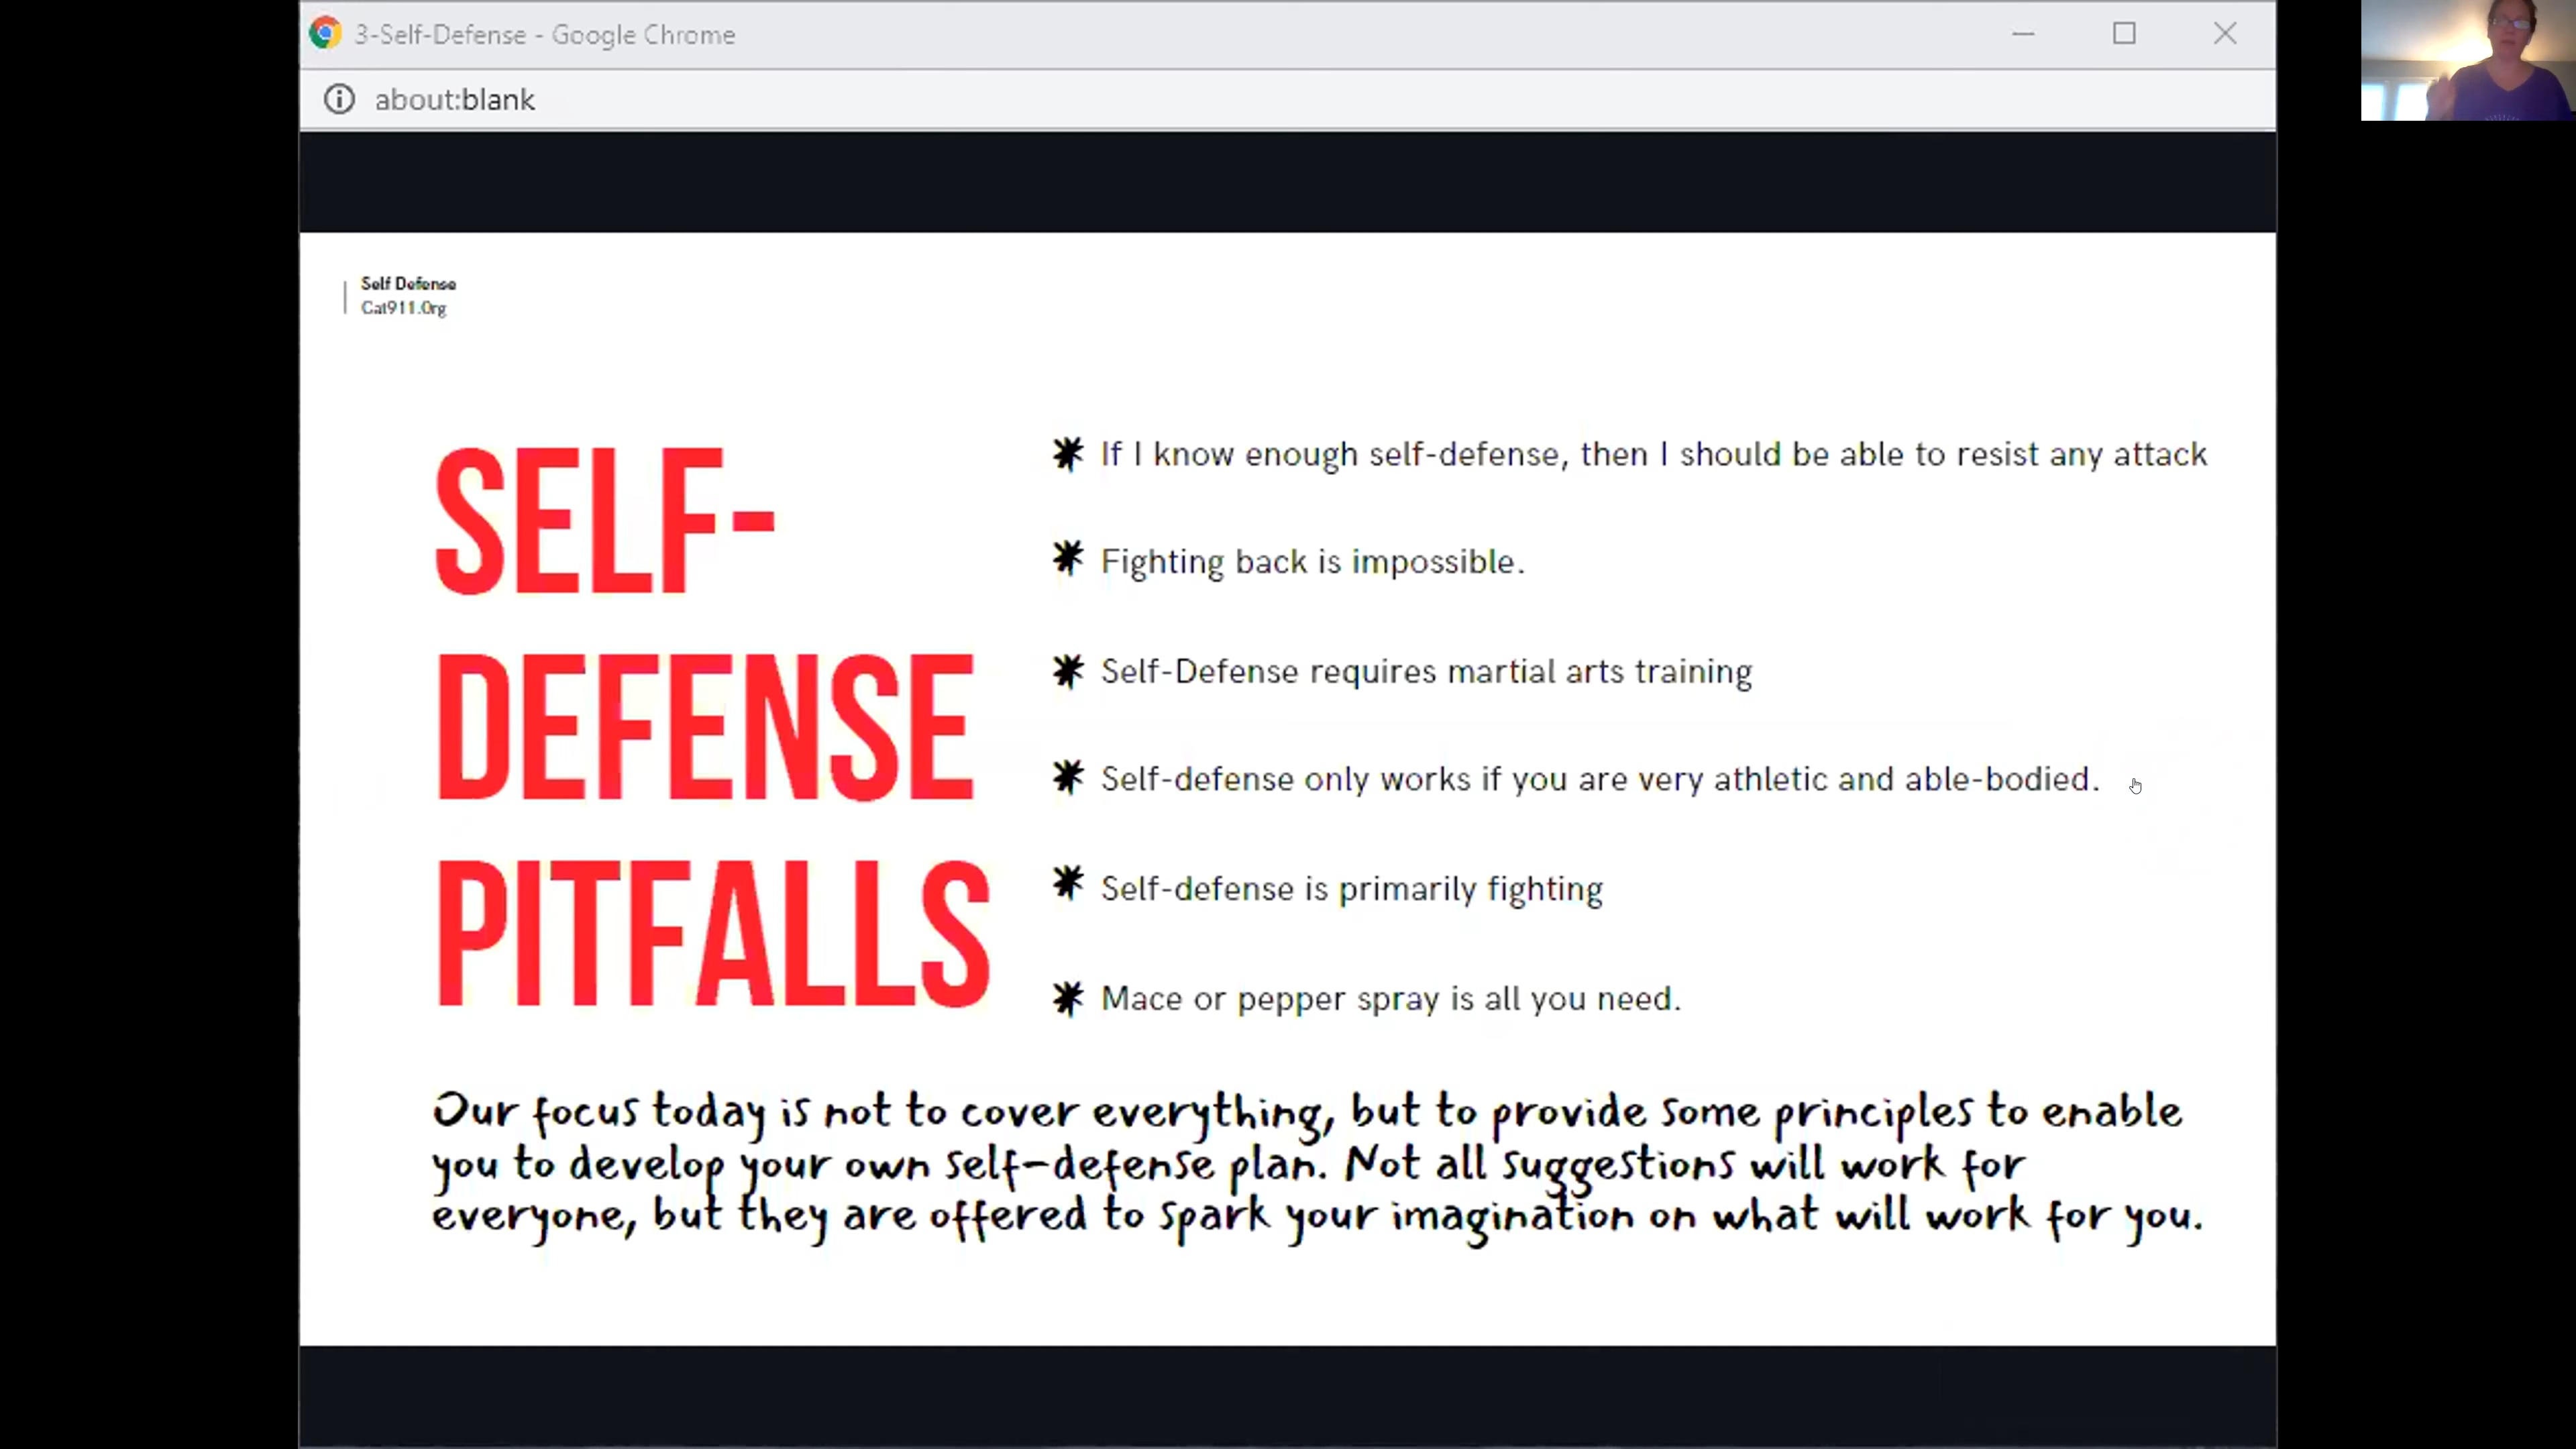 3-Self-Defense - Google Chrome
about:blank
Self Defense
Cat911.Org
SELF-
DEFENSE
PITFALLS
If I know enough self-defense, then I should be able to resist any attack
Fighting back is impossible.
Self-Defense requires martial arts training
Self-defense only works if you are very athletic and able-bodied.
Self-defense is primarily fighting
Mace or pepper spray is all you need.
Our focus today is not to cover everything, but to provide some principles to enable
you to develop your own self-defense plan. Not all suggestions will work for
everyone, but they are offered to spark your imagination on what will work for you.